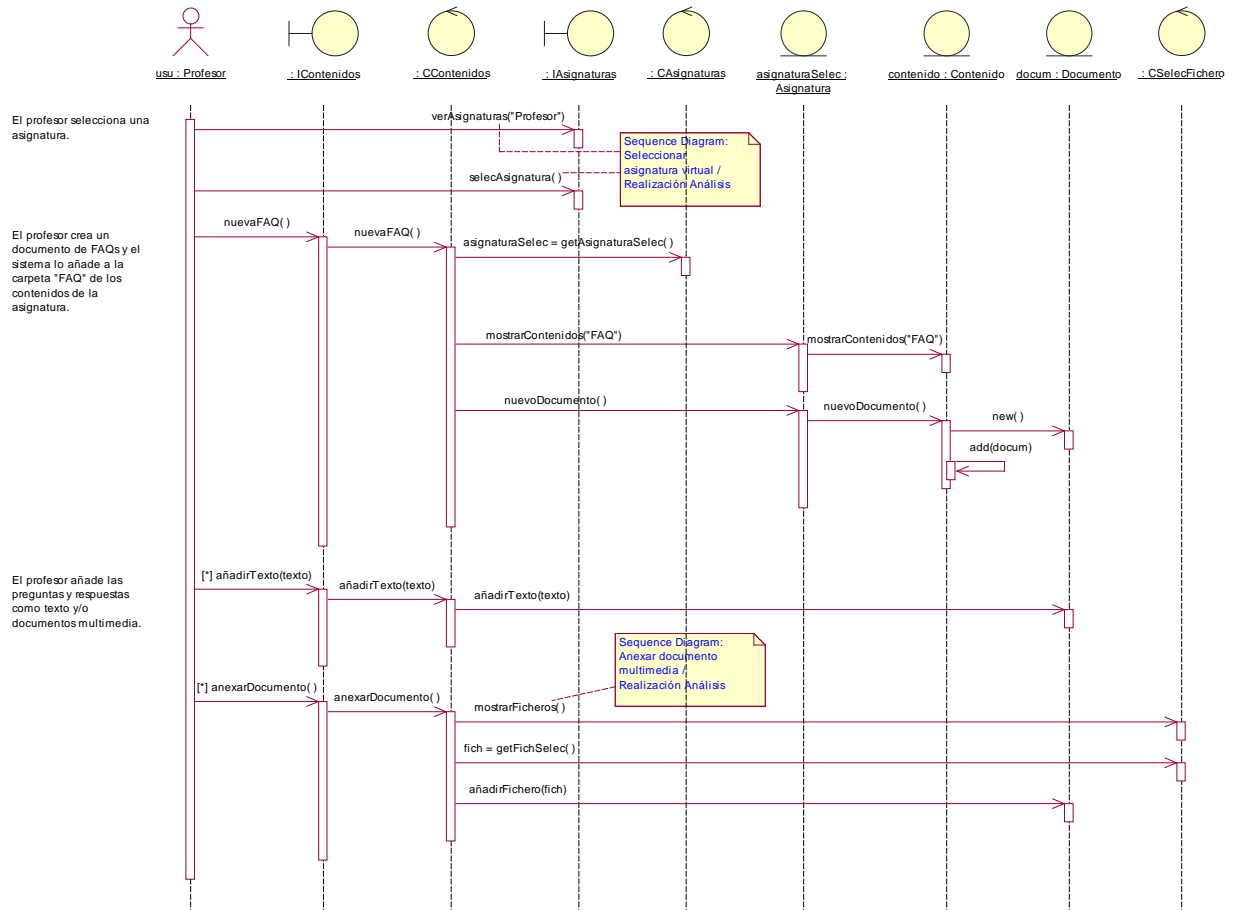 usu : Profesor
: IContenidos
: CContenidos
: IAsignaturas
: CAsignaturas
asignaturaSelec :
Asignatura
contenido : Contenido
docum : Documento
: CSelecFichero
El profesor selecciona una
asignatura.
verAsignaturas("Profesor")
Sequence Diagram:
Seleccionar
asignatura virtual /
Realización Análisis
selecAsignatura( )
El profesor crea un
documento de FAQs y el
sistema lo añade a la
carpeta "FAQ" de los
contenidos de la
asignatura.
nuevaFAQ( )
nuevaFAQ( )
asignaturaSelec = getAsignaturaSelec( )
mostrarContenidos("FAQ")
mostrarContenidos("FAQ")
nuevoDocumento( )
nuevoDocumento( )
new( )
add(docum)
El profesor añade las
preguntas y respuestas
como texto y/o
documentos multimedia.
[*] añadirTexto(texto)
añadirTexto(texto)
añadirTexto(texto)
Sequence Diagram:
Anexar documento
multimedia /
Realización Análisis
[*] anexarDocumento( )
anexarDocumento( )
mostrarFicheros( )
fich = getFichSelec( )
añadirFichero(fich)